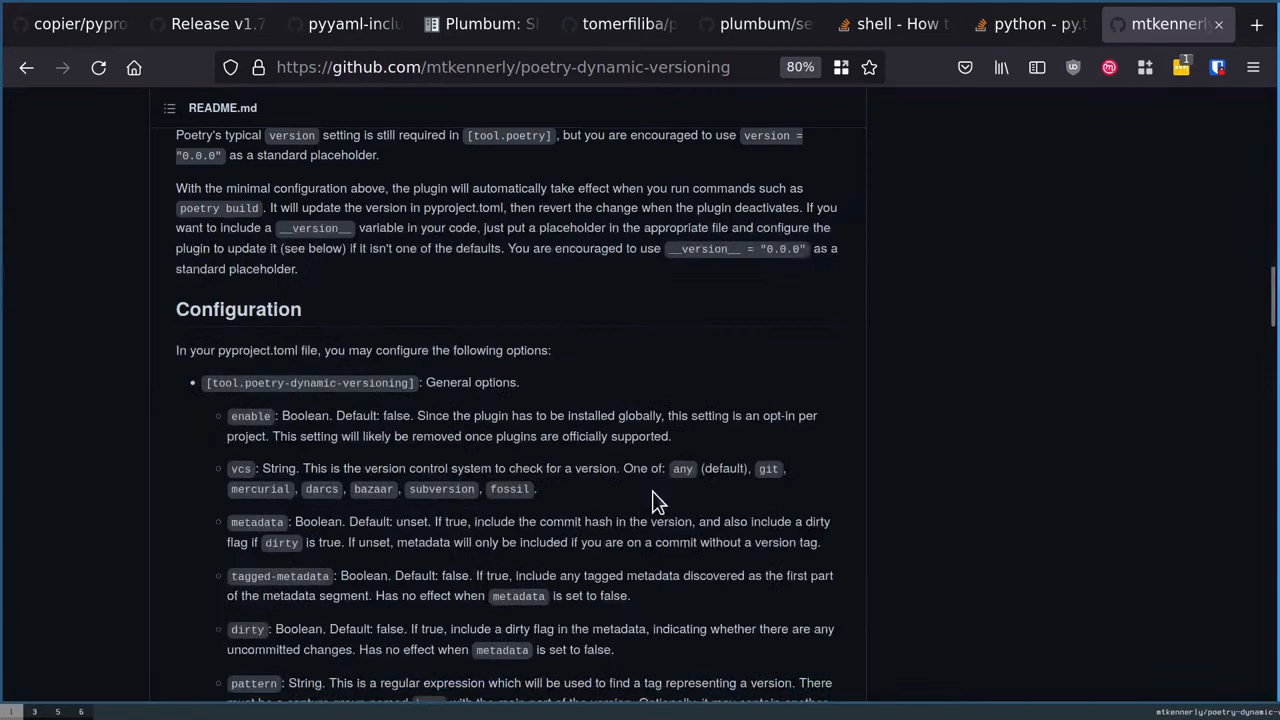 copier/pypro
Release v1.7
pyyaml-inclu
Plumbum: Sh
tomerfiliba/p
plumbum/se
shell - How t
python - py.t
mtkennerly
https://github.com/mtkennerly/poetry-dynamic-versioning
80%
1
README.md
Poetry's typical version setting is still required in [tool.poetry], but you are encouraged to use version =
"0.0.0" as a standard placeholder.
With the minimal configuration above, the plugin will automatically take effect when you run commands such as
poetry build. It will update the version in pyproject.toml, then revert the change when the plugin deactivates. If you
want to include a __version__ variable in your code, just put a placeholder in the appropriate file and configure the
plugin to update it (see below) if it isn't one of the defaults. You are encouraged to use __version__ = "0.0.0" as a
standard placeholder.
Configuration
In your pyproject.toml file, you may configure the following options:
[tool.poetry-dynamic-versioning]: General options.
enable: Boolean. Default: false. Since the plugin has to be installed globally, this setting is an opt-in per
project. This setting will likely be removed once plugins are officially supported.
vcs: String. This is the version control system to check for a version. One of: any (default), git,
mercurial, darcs, bazaar, subversion, fossil.
metadata: Boolean. Default: unset. If true, include the commit hash in the version, and also include a dirty
flag if dirty is true. If unset, metadata will only be included if you are on a commit without a version tag.
tagged-metadata: Boolean. Default: false. If true, include any tagged metadata discovered as the first part
of the metadata segment. Has no effect when metadata is set to false.
dirty: Boolean. Default: false. If true, include a dirty flag in the metadata, indicating whether there are any
uncommitted changes. Has no effect when metadata is set to false.
pattern: String. This is a regular expression which will be used to find a tag representing a version. There
1 3 5 6
mtkennerly/poetry-dynamic-v